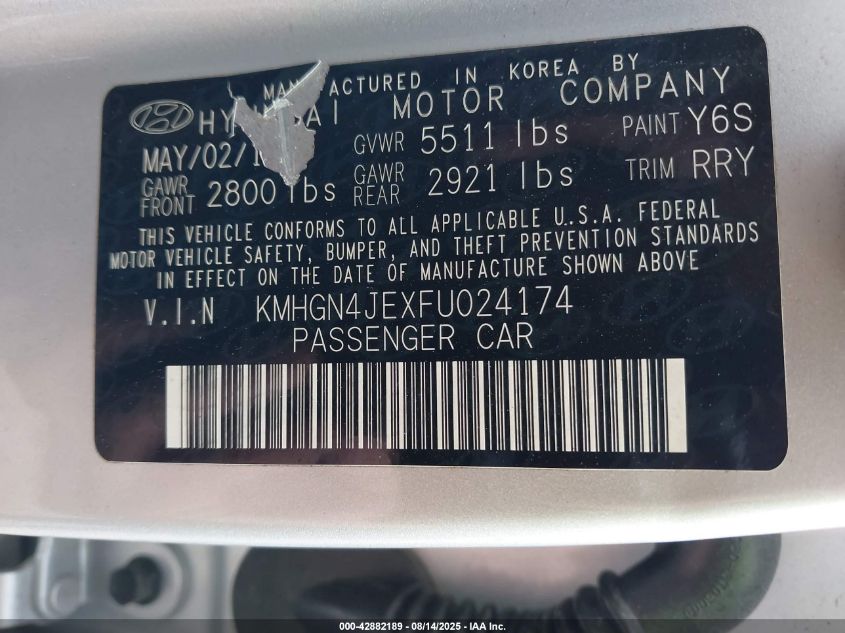 MANUFACTURED IN KOREA BY
HYUNDAI MOTOR COMPANY
MAY/02/1 GVWR 5511 lbs PAINT Y6S
GAWR FRONT 2800 lbs GAWR REAR 2921 lbs TRIM RRY
THIS VEHICLE CONFORMS TO ALL APPLICABLE U.S.A. FEDERAL
MOTOR VEHICLE SAFETY, BUMPER, AND THEFT PREVENTION STANDARDS
IN EFFECT ON THE DATE OF MANUFACTURE SHOWN ABOVE
V.I.N KMHGN4JEXFU024174
PASSENGER CAR
000-42882189 - 08/14/2025 - IAA Inc.